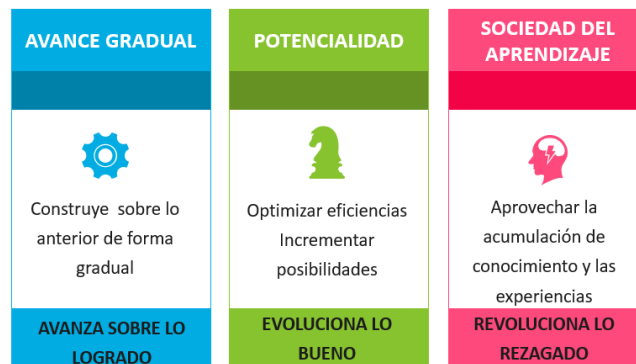 AVANCE GRADUAL
Construye sobre lo
anterior de forma
gradual
AVANZA SOBRE LO
LOGRADO
POTENCIALIDAD
Optimizar eficiencias
Incrementar
posibilidades
EVOLUCIONA LO
BUENO
SOCIEDAD DEL
APRENDIZAJE
Aprovechar la
acumulación de
conocimiento y las
experiencias
REVOLUCIONA LO
REZAGADO